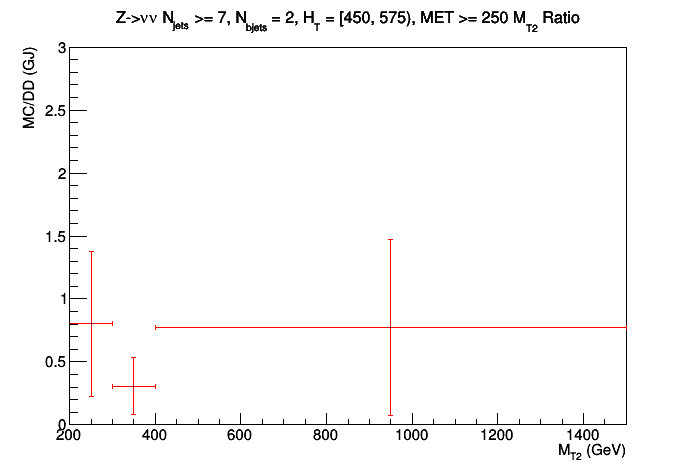 Z->νν N_jets >= 7, N_bjets = 2, H_T = [450, 575), MET >= 250 M_T2 Ratio
MC/DD (GJ)
3
2.5
2
1.5
1
0.5
0
200 400 600 800 1000 1200 1400
M_T2 (GeV)